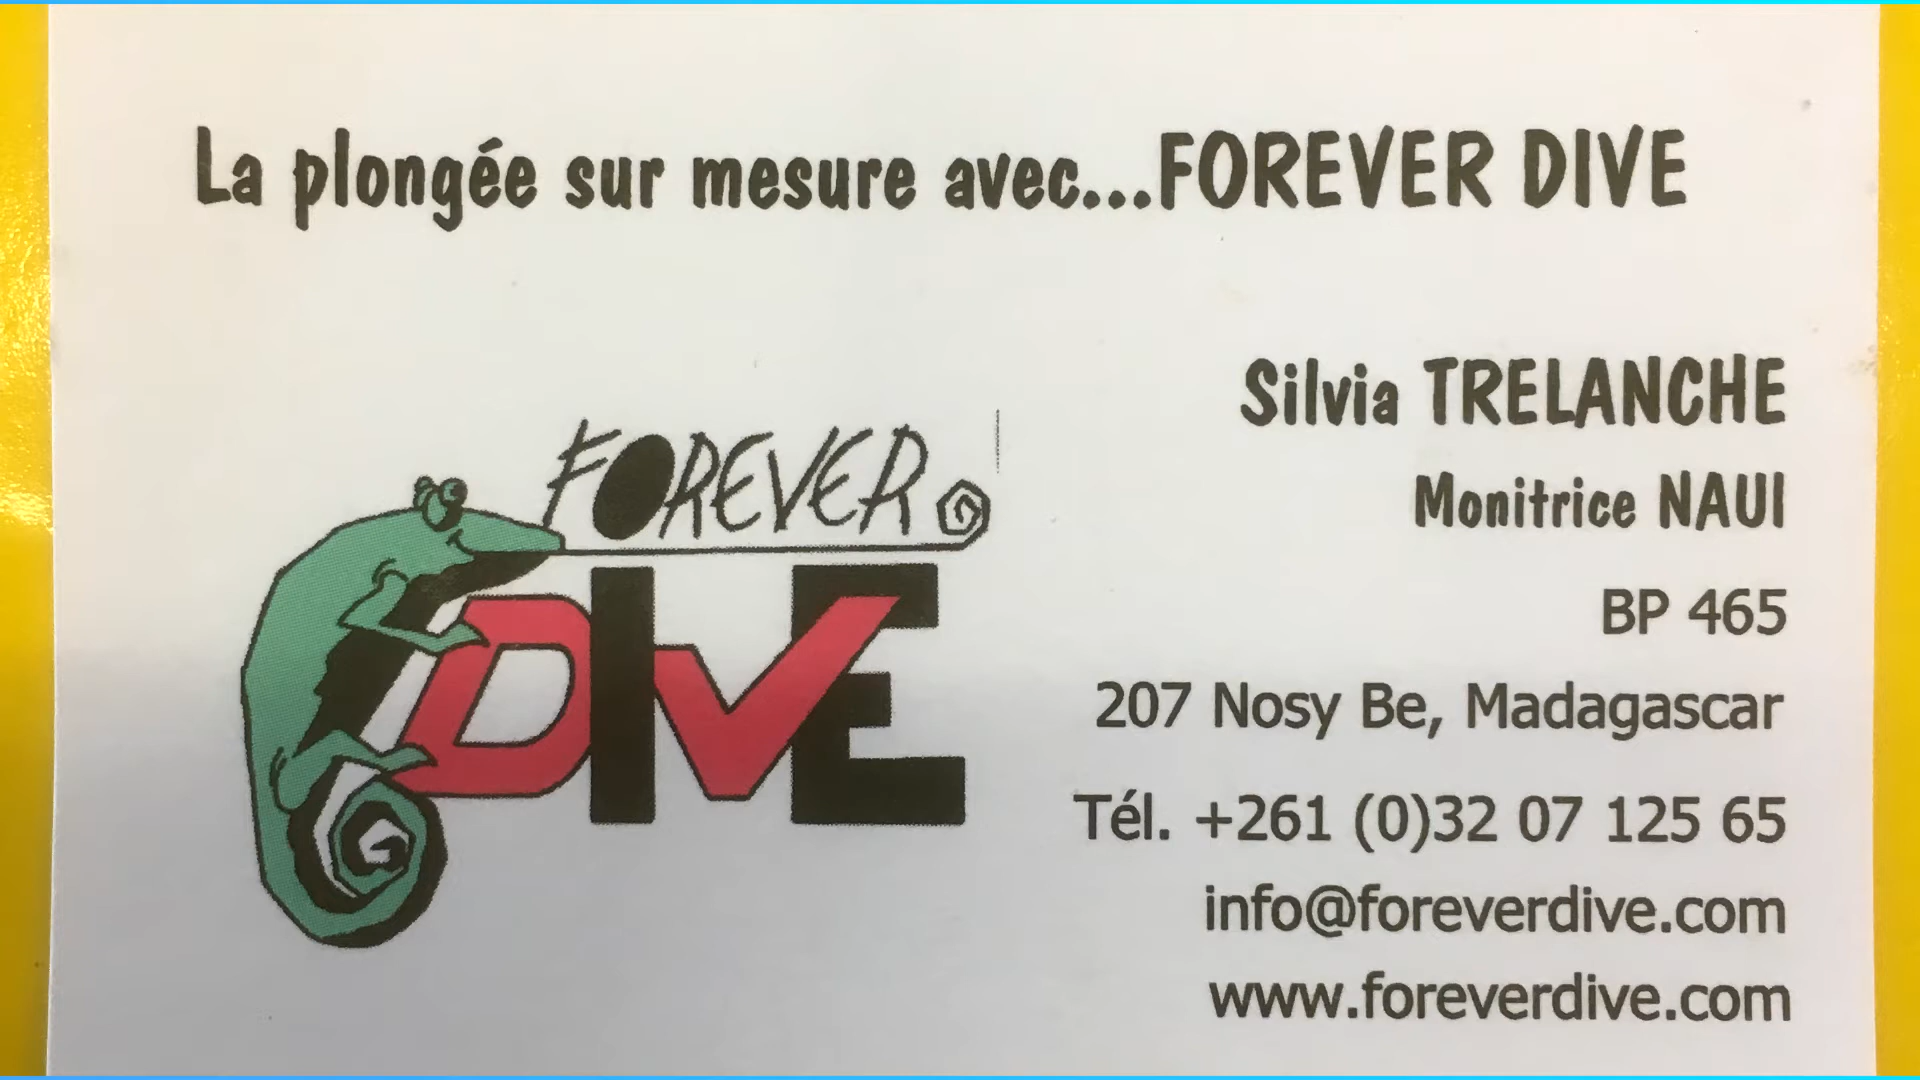 La plongée sur mesure avec...FOREVER DIVE
FOREVER
DIVE
Silvia TRELANCHE
Monitrice NAUI
BP 465
207 Nosy Be, Madagascar
Tél. +261 (0)32 07 125 65
info@foreverdive.com
www.foreverdive.com